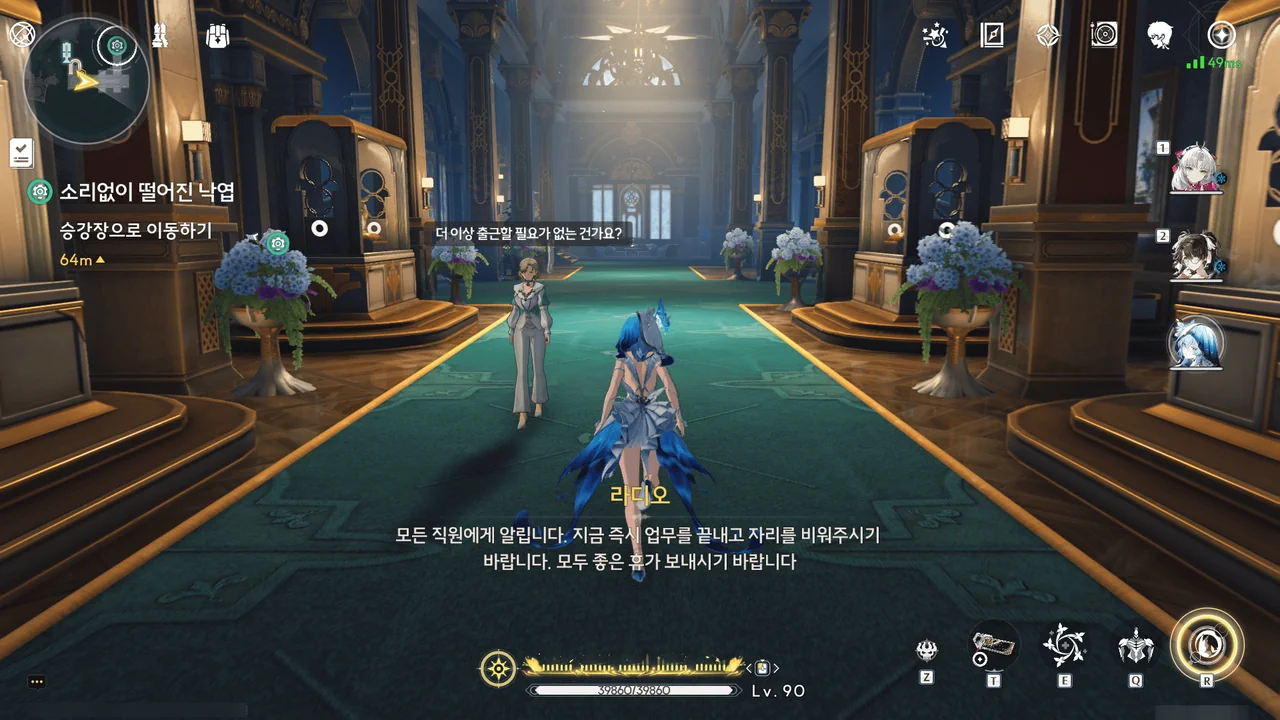 49ms
소리없이 떨어진 낙엽
승강장으로 이동하기
64m
더 이상 출근할 필요가 없는 건가요?
1
2
라디오
모든 직원에게 알립니다. 지금 즉시 업무를 끝내고 자리를 비워주시기
바랍니다. 모두 좋은 휴가 보내시기 바랍니다
39860/39860
Lv. 90
Z
T
E
Q
R